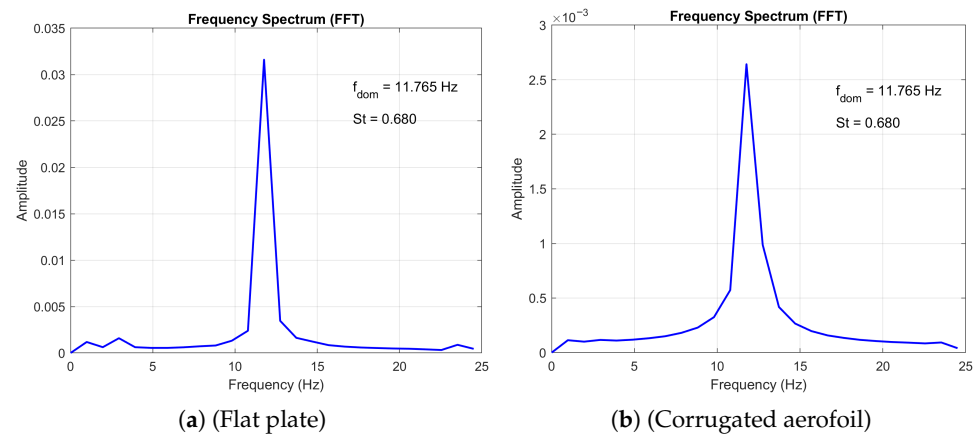 Frequency Spectrum (FFT)
0.035
0.03
0.025
0.02
0.015
0.01
0.005
0
Amplitude
f_dom = 11.765 Hz
St = 0.680
0 5 10 15 20 25
Frequency (Hz)
(a) (Flat plate)
×10⁻³
Frequency Spectrum (FFT)
3
2.5
2
1.5
1
0.5
0
Amplitude
f_dom = 11.765 Hz
St = 0.680
0 5 10 15 20 25
Frequency (Hz)
(b) (Corrugated aerofoil)